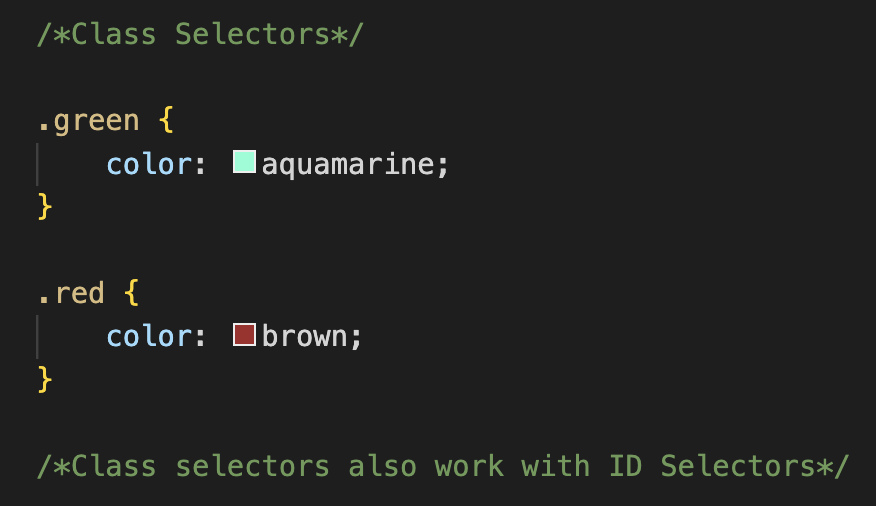 /*Class Selectors*/
.green {
    color: aquamarine;
}
.red {
    color: brown;
}
/*Class selectors also work with ID Selectors*/